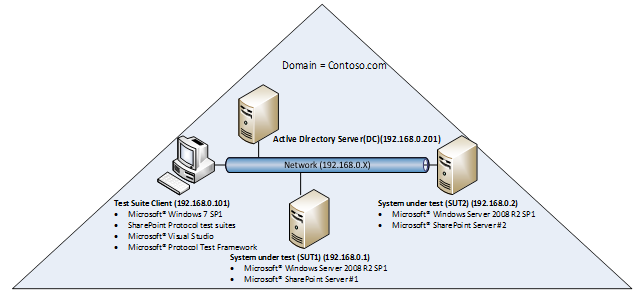 Domain = Contoso.com
Active Directory Server(DC)(192.168.0.201)
Network (192.168.0.X)
Test Suite Client (192.168.0.101)
• Microsoft® Windows 7 SP1
• SharePoint Protocol test suites
• Microsoft® Visual Studio
• Microsoft® Protocol Test Framework
System under test (SUT2) (192.168.0.2)
• Microsoft® Windows Server 2008 R2 SP1
• Microsoft® SharePoint Server #2
System under test (SUT1) (192.168.0.1)
• Microsoft® Windows Server 2008 R2 SP1
• Microsoft® SharePoint Server #1